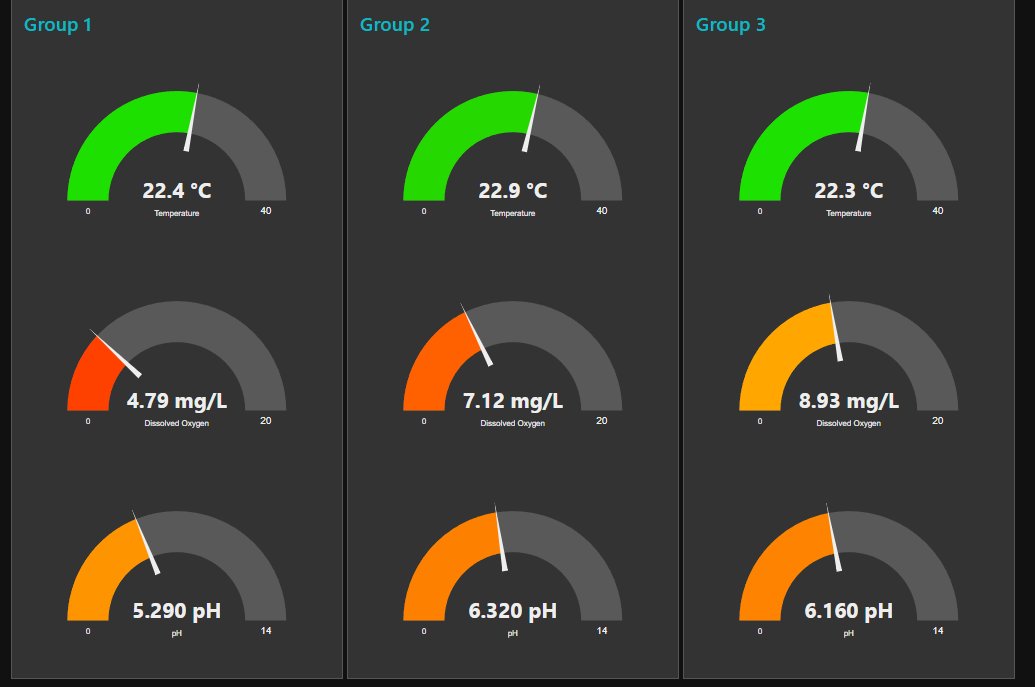 Group 1
22.4 °C
0
40
Temperature
4.79 mg/L
0
20
Dissolved Oxygen
5.290 pH
0
14
pH
Group 2
22.9 °C
0
40
Temperature
7.12 mg/L
0
20
Dissolved Oxygen
6.320 pH
0
14
pH
Group 3
22.3 °C
0
40
Temperature
8.93 mg/L
0
20
Dissolved Oxygen
6.160 pH
0
14
pH